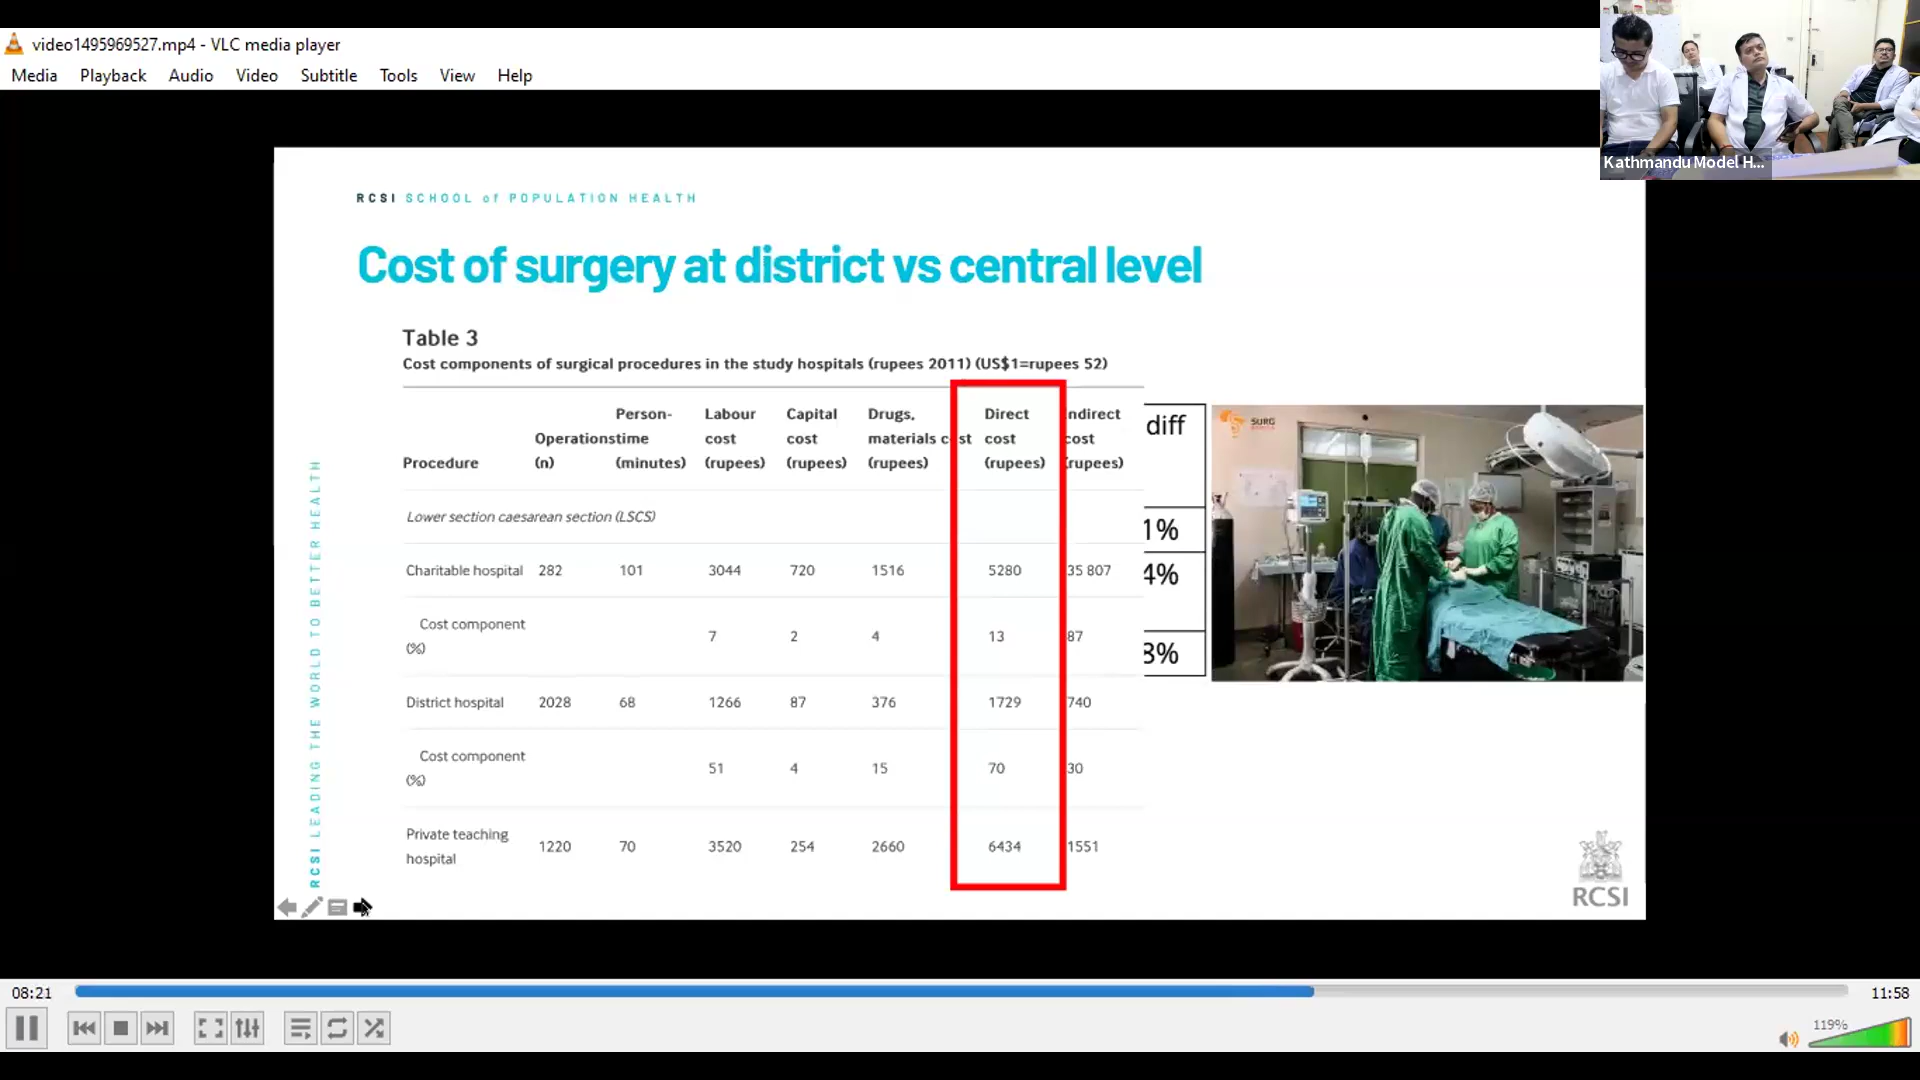 video1495969527.mp4 - VLC media player
Media Playback Audio Video Subtitle Tools View Help
Kathmandu Model H...
RCSI SCHOOL of POPULATION HEALTH
Cost of surgery at district vs central level
Table 3
Cost components of surgical procedures in the study hospitals (rupees 2011) (US$1=rupees 52)
Procedure
Operations (n)
Person-time (minutes)
Labour cost (rupees)
Capital cost (rupees)
Drugs, materials cost (rupees)
Direct cost (rupees)
ndirect cost (rupees)
Lower section caesarean section (LSCS)
Charitable hospital 282 101 3044 720 1516 5280 35 807
Cost component (%) 7 2 4 13 87
District hospital 2028 68 1266 87 376 1729 740
Cost component (%) 51 4 15 70 30
Private teaching hospital 1220 70 3520 254 2660 6434 1551
diff
1%
4%
3%
SURG
RCSI LEADING THE WORLD TO BETTER HEALTH
RCSI
08:21
11:58
119%